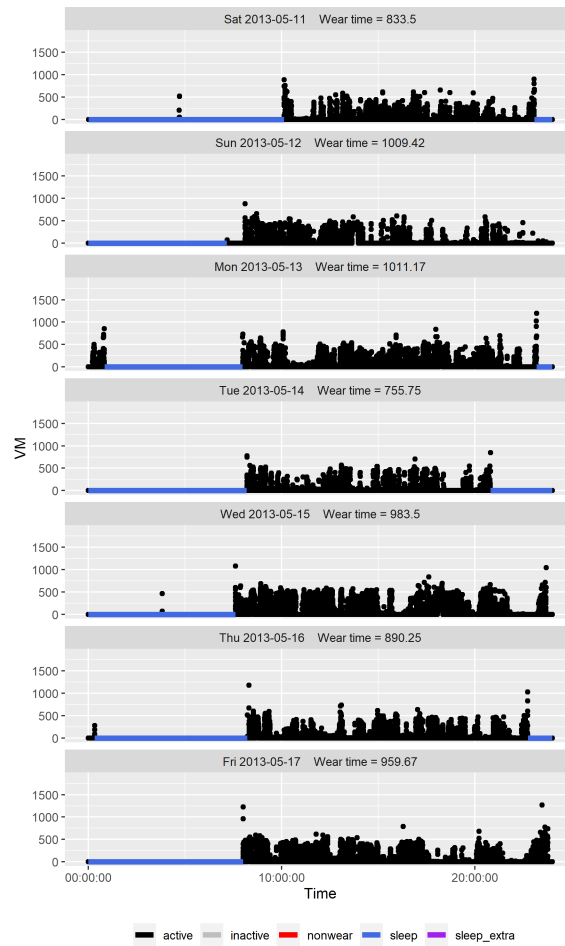 Sat 2013-05-11 Wear time = 833.5
1500
1000
500
0
Sun 2013-05-12 Wear time = 1009.42
1500
1000
500
0
Mon 2013-05-13 Wear time = 1011.17
1500
1000
500
0
Tue 2013-05-14 Wear time = 755.75
1500
1000
500
0
VM
Wed 2013-05-15 Wear time = 983.5
1500
1000
500
0
Thu 2013-05-16 Wear time = 890.25
1500
1000
500
0
Fri 2013-05-17 Wear time = 959.67
1500
1000
500
0
00:00:00 10:00:00 20:00:00
Time
active inactive nonwear sleep sleep_extra